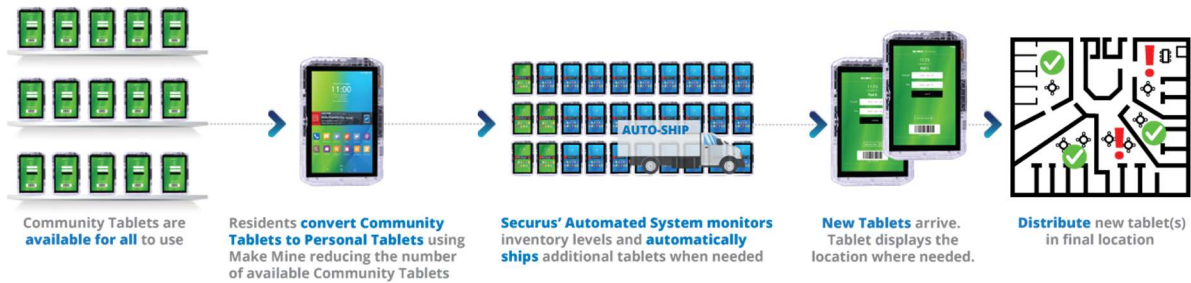 11:00
AUTO-SHIP
Community Tablets are
available for all to use
Residents convert Community
Tablets to Personal Tablets using
Make Mine reducing the number
of available Community Tablets
Securus’ Automated System monitors
inventory levels and automatically
ships additional tablets when needed
New Tablets arrive.
Tablet displays the
location where needed.
Distribute new tablet(s)
in final location